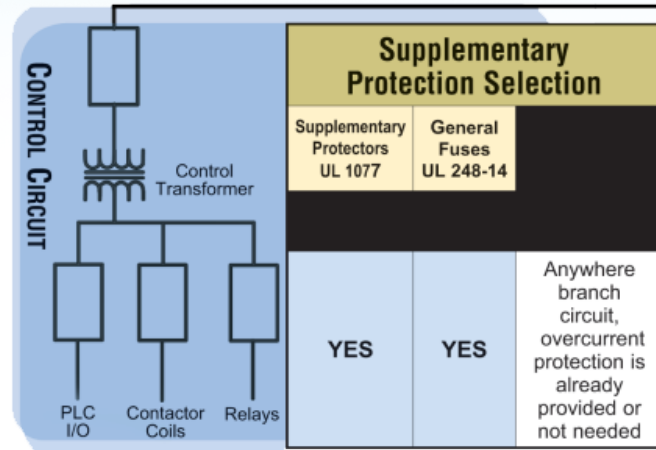 CONTROL CIRCUIT
Control
Transformer
PLC
I/O
Contactor
Coils
Relays
Supplementary
Protection Selection
Supplementary
Protectors
UL 1077
General
Fuses
UL 248-14
YES
YES
Anywhere
branch
circuit,
overcurrent
protection is
already
provided or
not needed